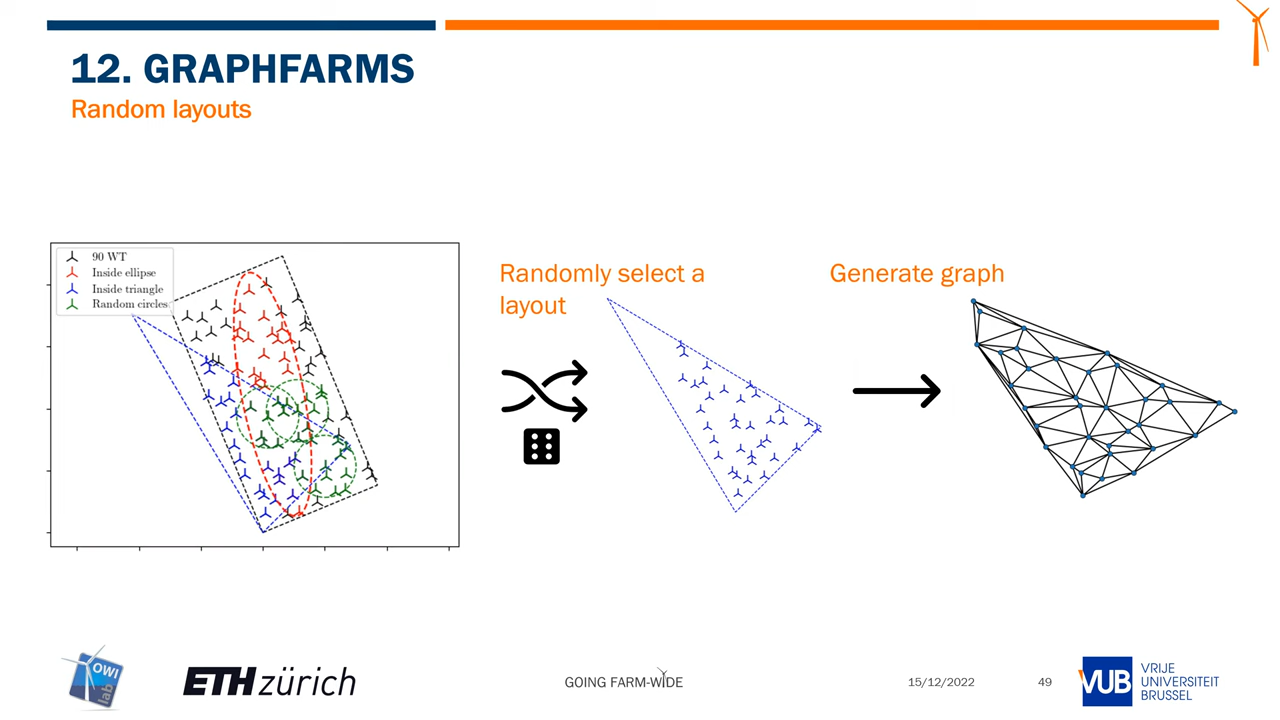 12. GRAPHFARMS
Random layouts
90 WT
Inside ellipse
Inside triangle
Random circles
Randomly select a
layout
Generate graph
OWI
lab
ETH zürich
GOING FARM-WIDE
15/12/2022
49
VUB
VRIJE
UNIVERSITEIT
BRUSSEL